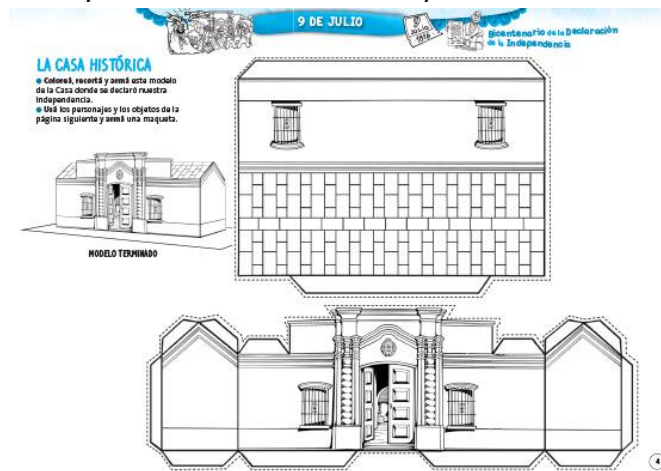 9 DE JULIO
Bicentenario de la Declaración
de la Independencia
Julio
1816
LA CASA HISTÓRICA
● Coloreá, recortá y armá este modelo
de la Casa donde se declaró nuestra
Independencia.
● Usá los personajes y los objetos de la
página siguiente y armá una maqueta.
MODELO TERMINADO
4